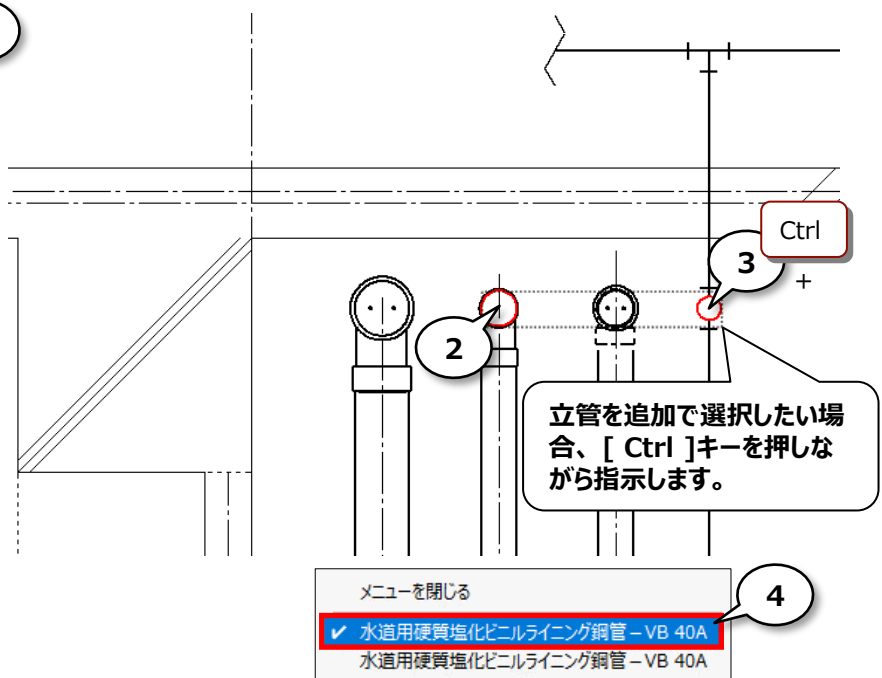 Ctrl
3
2
立管を追加で選択したい場
合、[ Ctrl ]キーを押しな
がら指示します。
メニューを閉じる
4
✔ 水道用硬質塩化ビニルライニング鋼管 – VB 40A
水道用硬質塩化ビニルライニング鋼管 – VB 40A